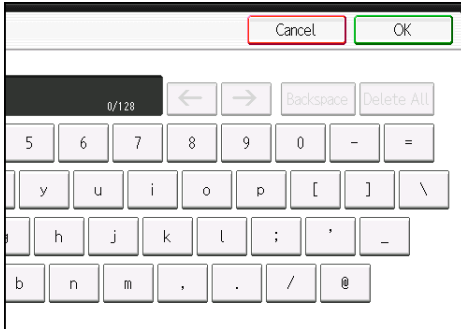 Cancel OK
0/128 ← → Backspace Delete All
5 6 7 8 9 0 - =
y u i o p [ ] \
h j k l ; ' _
b n m , . / @